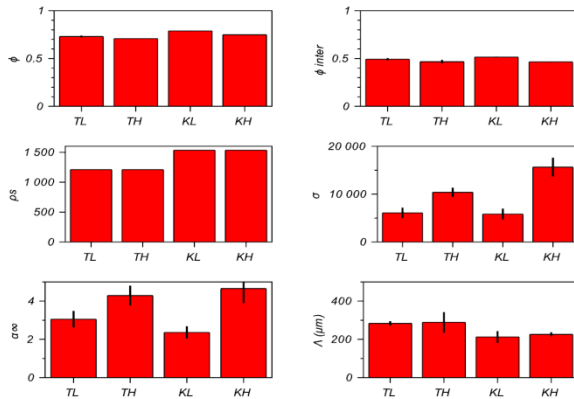 1
0.5
0
ϕ
TL TH KL KH
1
0.5
0
ϕ inter
TL TH KL KH
1 500
1 000
500
0
ρs
TL TH KL KH
20 000
10 000
0
σ
TL TH KL KH
4
2
0
α∞
TL TH KL KH
400
200
0
Λ (μm)
TL TH KL KH